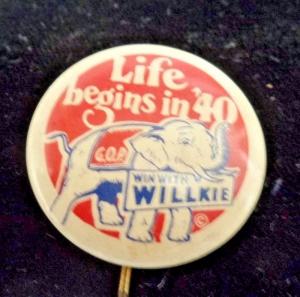 Life
begins in '40
G.O.P.
WIN WITH
WILLKIE
©